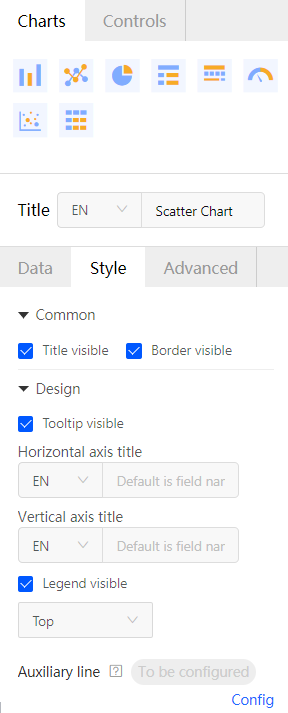 Charts Controls
Title EN Scatter Chart
Data Style Advanced
Common
Title visible Border visible
Design
Tooltip visible
Horizontal axis title
EN Default is field nar
Vertical axis title
EN Default is field nar
Legend visible
Top
Auxiliary line ? To be configured
Config